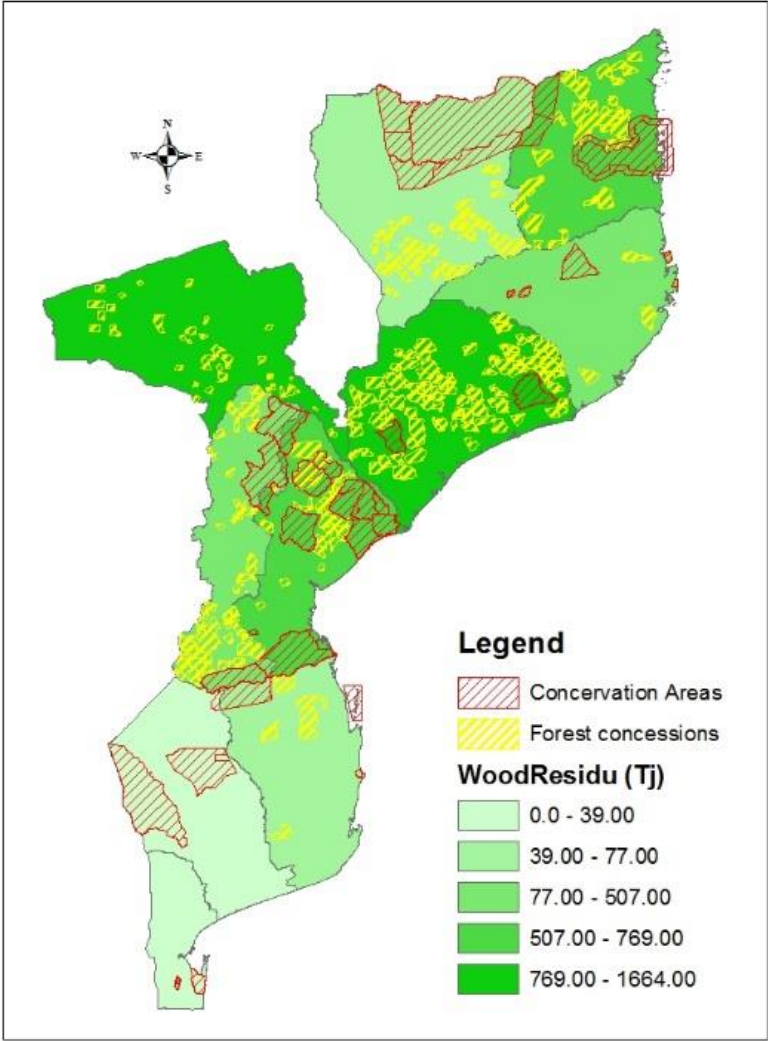 N
W E
S
Legend
Concervation Areas
Forest concessions
WoodResidu (Tj)
0.0 - 39.00
39.00 - 77.00
77.00 - 507.00
507.00 - 769.00
769.00 - 1664.00